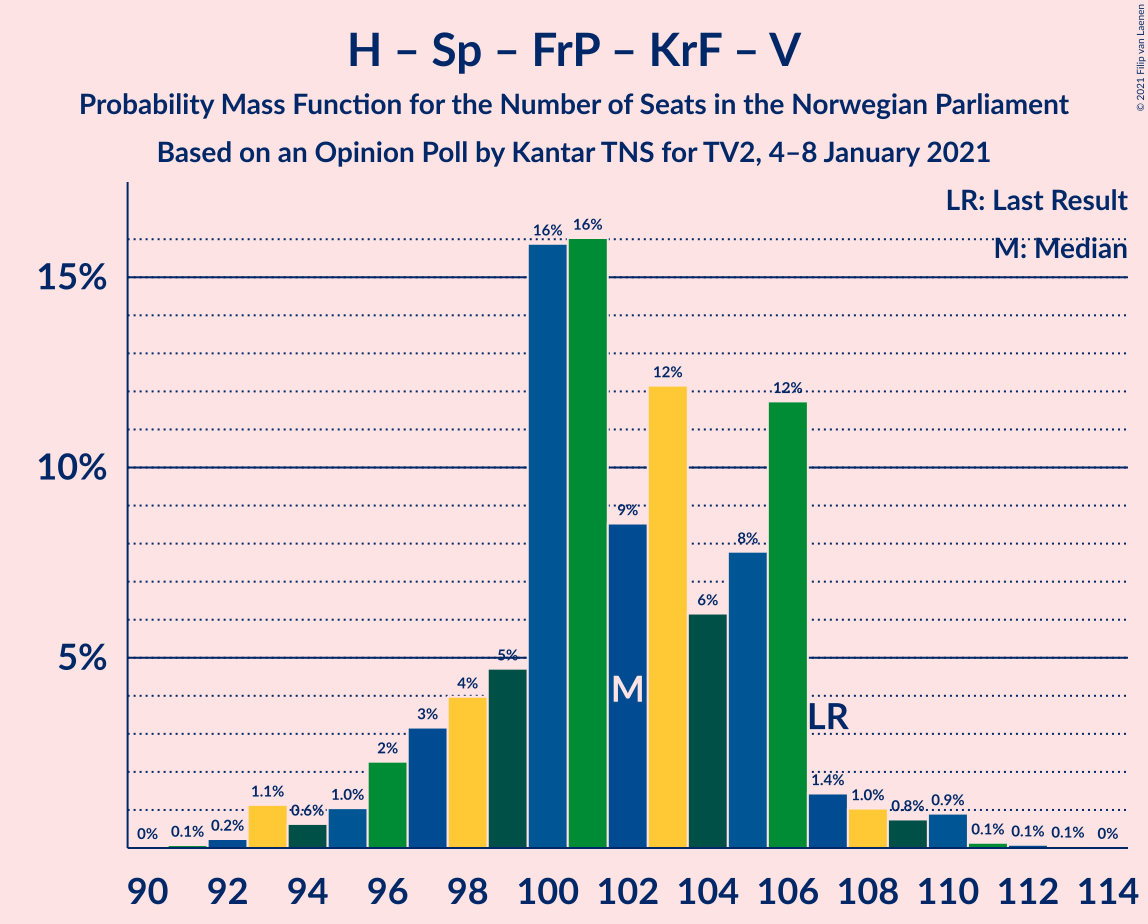 H – Sp – FrP – KrF – V
Probability Mass Function for the Number of Seats in the Norwegian Parliament
Based on an Opinion Poll by Kantar TNS for TV2, 4–8 January 2021
© 2021 Filip van Laenen
LR: Last Result
M: Median
15%
10%
5%
0% 0.1% 0.2% 1.1% 0.6% 1.0% 2% 3% 4% 5% 16% 16% 9% 12% 6% 8% 12% 1.4% 1.0% 0.8% 0.9% 0.1% 0.1% 0.1% 0%
M
LR
90 92 94 96 98 100 102 104 106 108 110 112 114